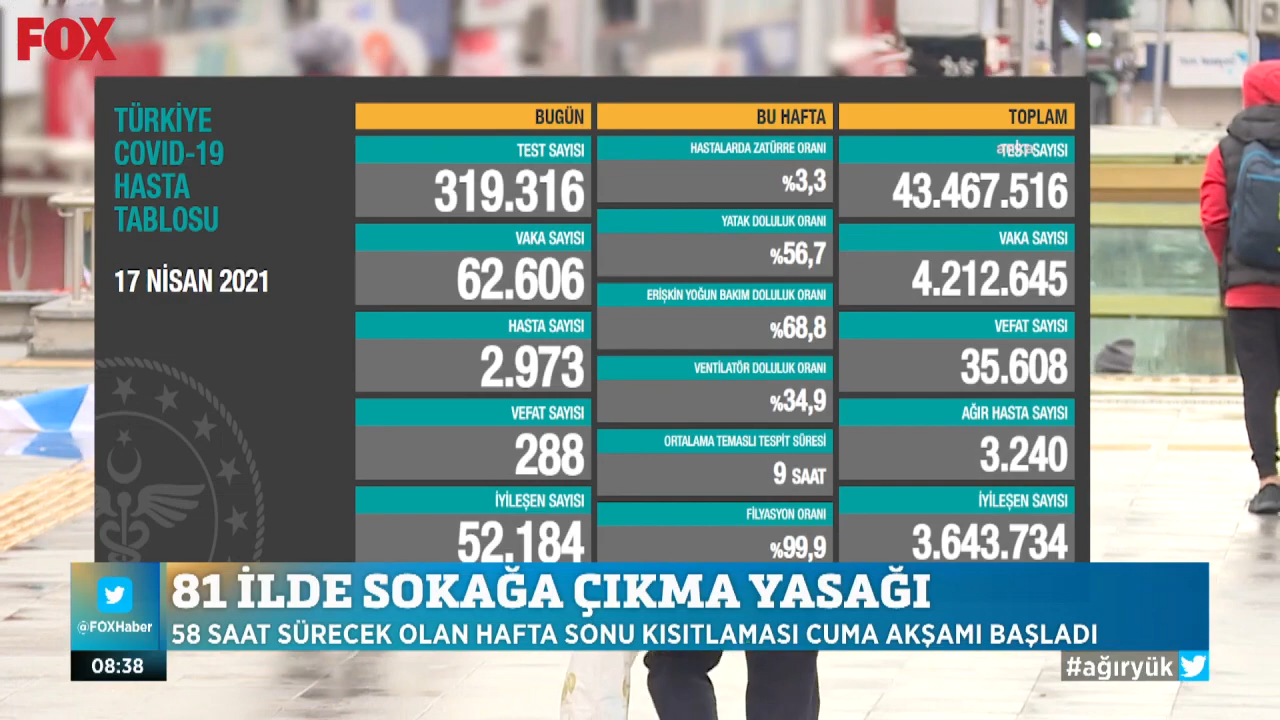 FOX
TÜRKİYE
COVID-19
HASTA
TABLOSU
17 NİSAN 2021
BUGÜN
TEST SAYISI
319.316
VAKA SAYISI
62.606
HASTA SAYISI
2.973
VEFAT SAYISI
288
İYİLEŞEN SAYISI
52.184
BU HAFTA
HASTALARDA ZATÜRRE ORANI
%3,3
YATAK DOLULUK ORANI
%56,7
ERİŞKİN YOĞUN BAKIM DOLULUK ORANI
%68,8
VENTİLATÖR DOLULUK ORANI
%34,9
ORTALAMA TEMASLI TESPİT SÜRESİ
9 SAAT
FİLYASYON ORANI
%99,9
TOPLAM
TEST SAYISI
43.467.516
VAKA SAYISI
4.212.645
VEFAT SAYISI
35.608
AĞIR HASTA SAYISI
3.240
İYİLEŞEN SAYISI
3.643.734
@FOXHaber
81 İLDE SOKAĞA ÇIKMA YASAĞI
58 SAAT SÜRECEK OLAN HAFTA SONU KISITLAMASI CUMA AKŞAMI BAŞLADI
08:38
#ağıryük